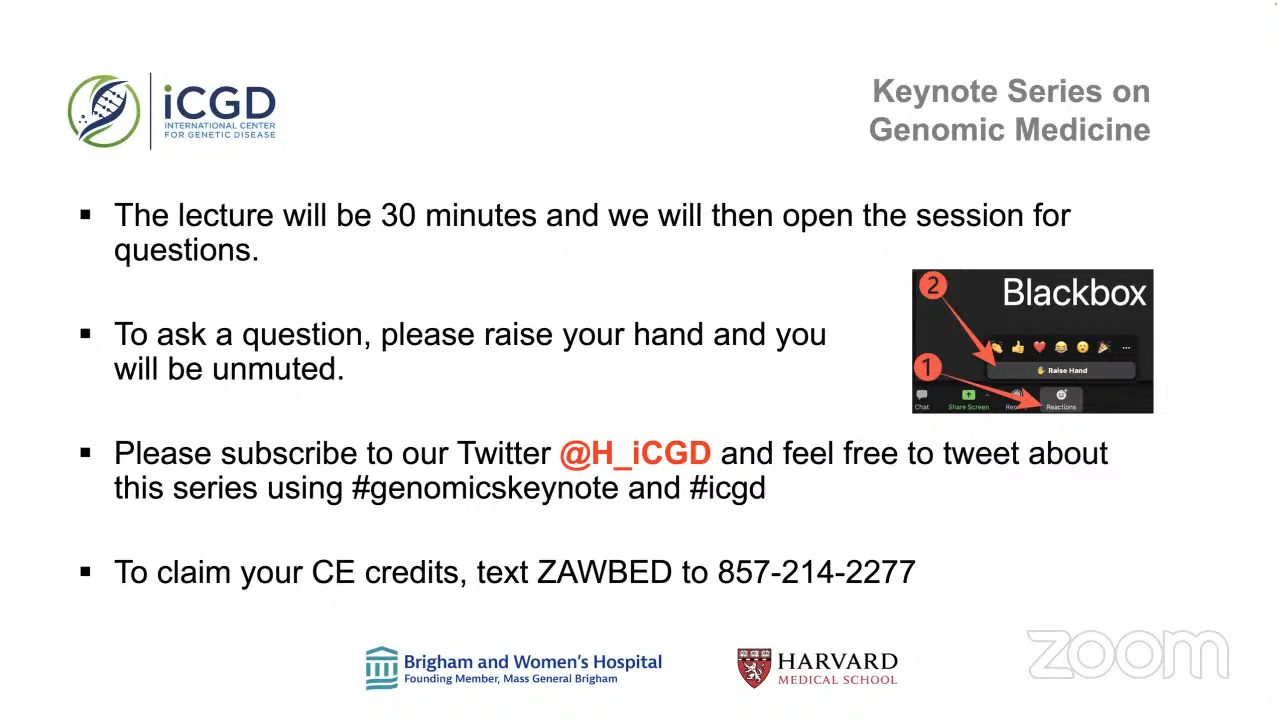 iCGD
INTERNATIONAL CENTER
FOR GENETIC DISEASE
Keynote Series on
Genomic Medicine
▪ The lecture will be 30 minutes and we will then open the session for
questions.
▪ To ask a question, please raise your hand and you
will be unmuted.
2
Blackbox
1
Raise Hand
Chat
Share Screen
Reactions
▪ Please subscribe to our Twitter @H_iCGD and feel free to tweet about
this series using #genomicskeynote and #icgd
▪ To claim your CE credits, text ZAWBED to 857-214-2277
Brigham and Women's Hospital
Founding Member, Mass General Brigham
HARVARD
MEDICAL SCHOOL
zoom